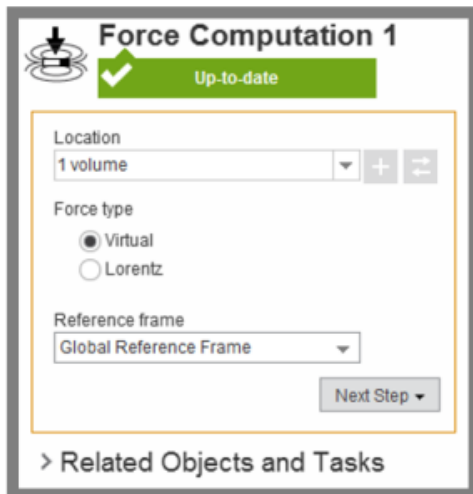 Force Computation 1
Up-to-date
Location
1 volume
Force type
Virtual
Lorentz
Reference frame
Global Reference Frame
Next Step
Related Objects and Tasks